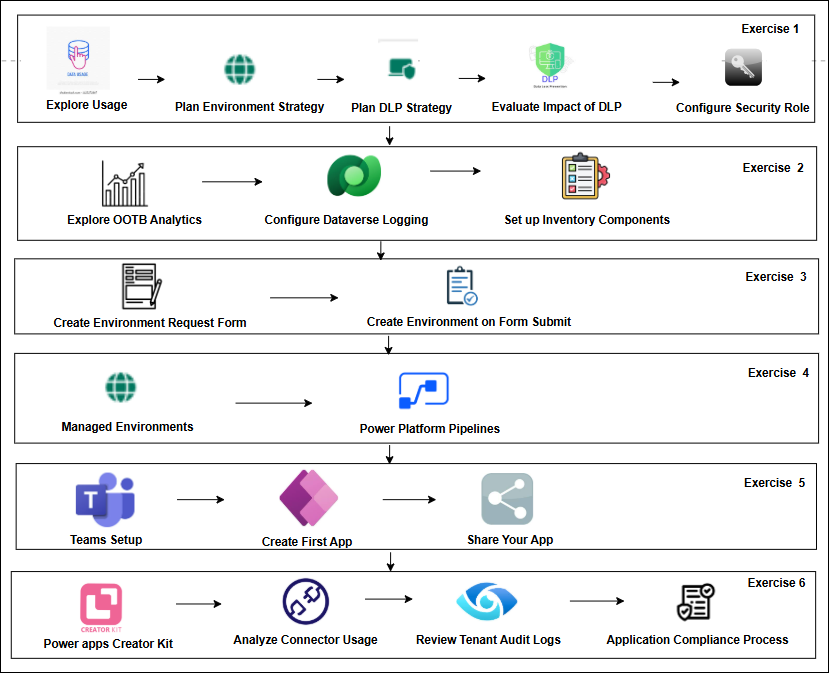 Exercise 1
DATA USAGE
Explore Usage
Plan Environment Strategy
Plan DLP Strategy
DLP
Data Loss Prevention
Evaluate Impact of DLP
Configure Security Role
Exercise 2
Explore OOTB Analytics
Configure Dataverse Logging
Set up Inventory Components
Exercise 3
Create Environment Request Form
Create Environment on Form Submit
Exercise 4
Managed Environments
Power Platform Pipelines
Exercise 5
T
Teams Setup
Create First App
Share Your App
Exercise 6
CREATOR KIT
Power apps Creator Kit
Analyze Connector Usage
Review Tenant Audit Logs
Application Compliance Process